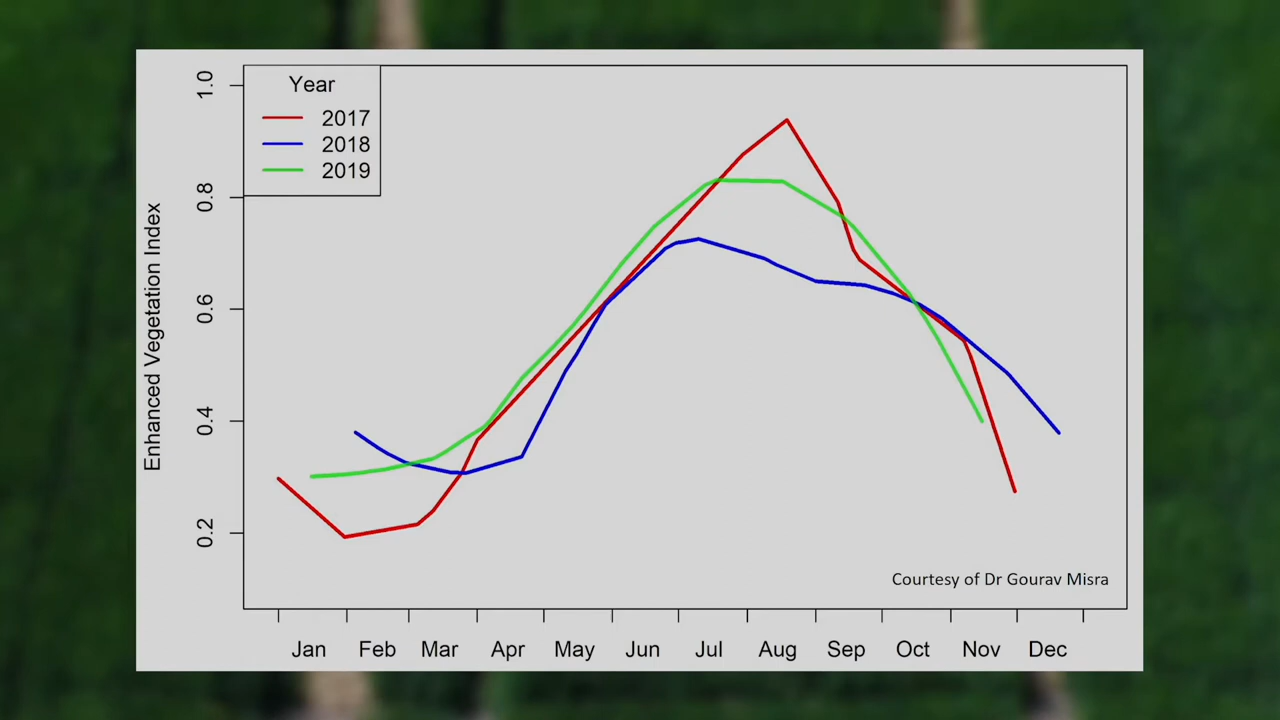 Year
2017
2018
2019
Enhanced Vegetation Index
1.0
0.8
0.6
0.4
0.2
Courtesy of Dr Gourav Misra
Jan Feb Mar Apr May Jun Jul Aug Sep Oct Nov Dec